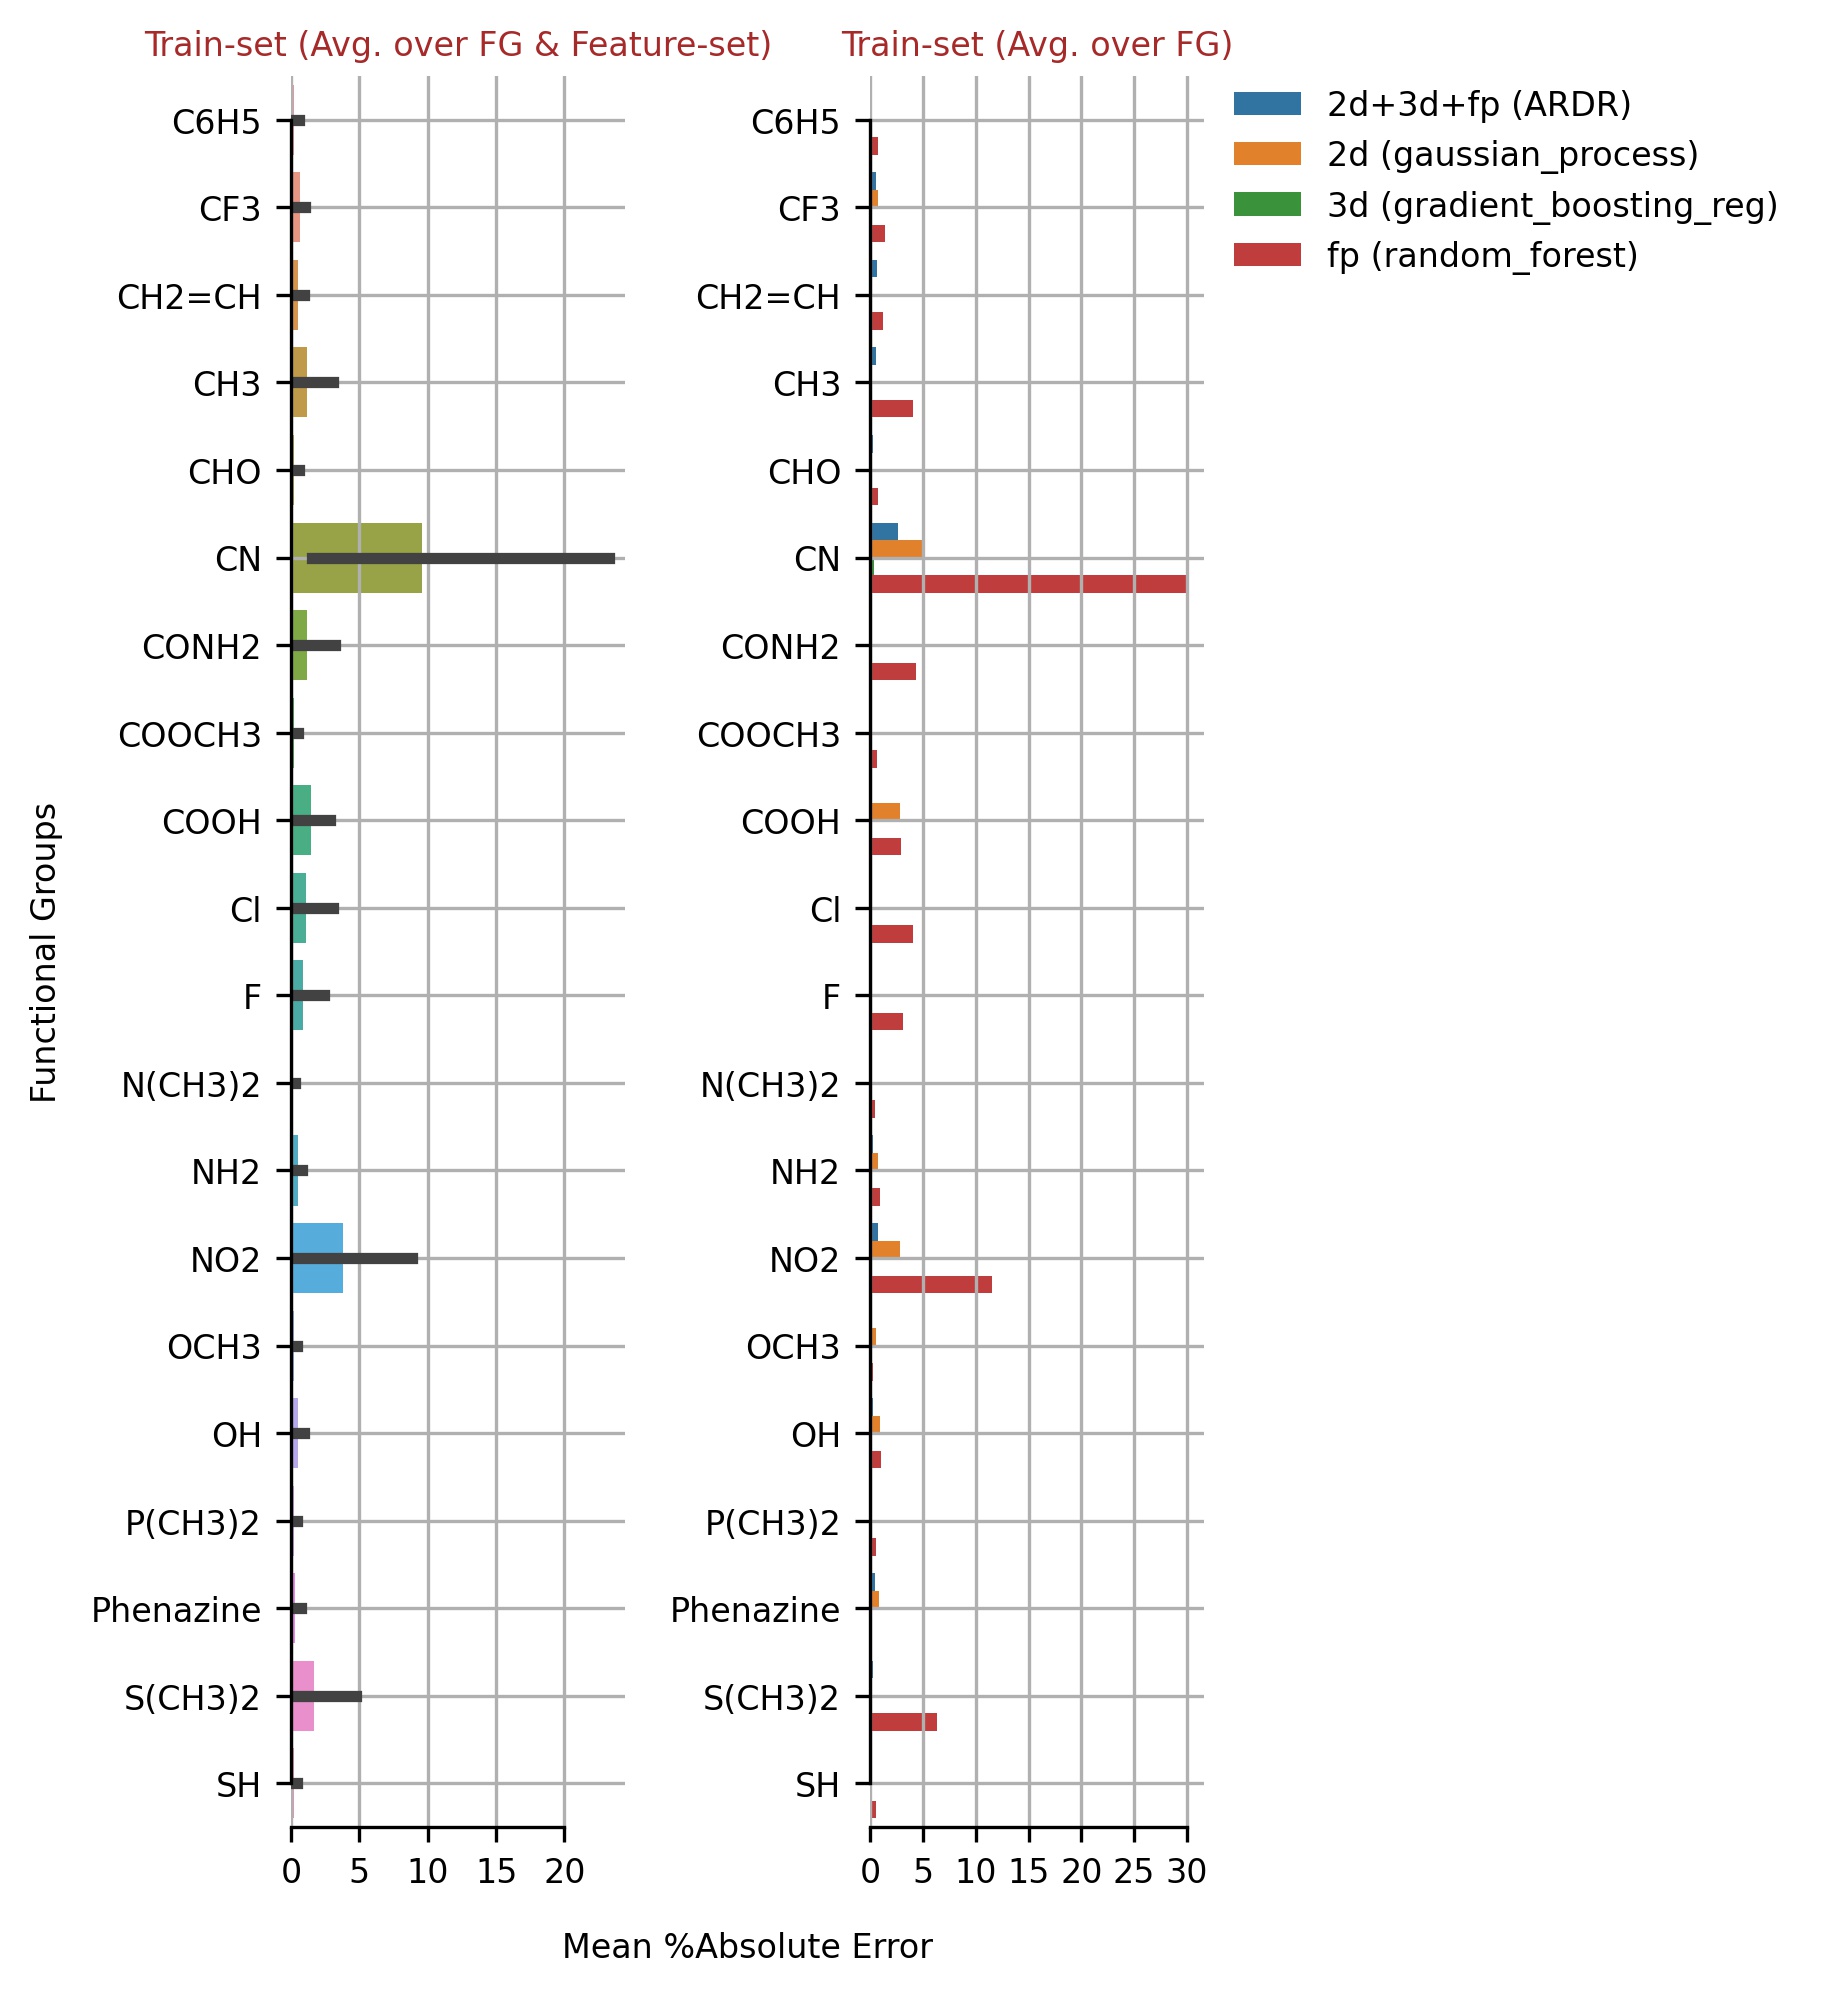 Train-set (Avg. over FG & Feature-set)
Train-set (Avg. over FG)
2d+3d+fp (ARDR)
2d (gaussian_process)
3d (gradient_boosting_reg)
fp (random_forest)
Functional Groups
C6H5
CF3
CH2=CH
CH3
CHO
CN
CONH2
COOCH3
COOH
Cl
F
N(CH3)2
NH2
NO2
OCH3
OH
P(CH3)2
Phenazine
S(CH3)2
SH
0 5 10 15 20
C6H5
CF3
CH2=CH
CH3
CHO
CN
CONH2
COOCH3
COOH
Cl
F
N(CH3)2
NH2
NO2
OCH3
OH
P(CH3)2
Phenazine
S(CH3)2
SH
0 5 10 15 20 25 30
Mean %Absolute Error